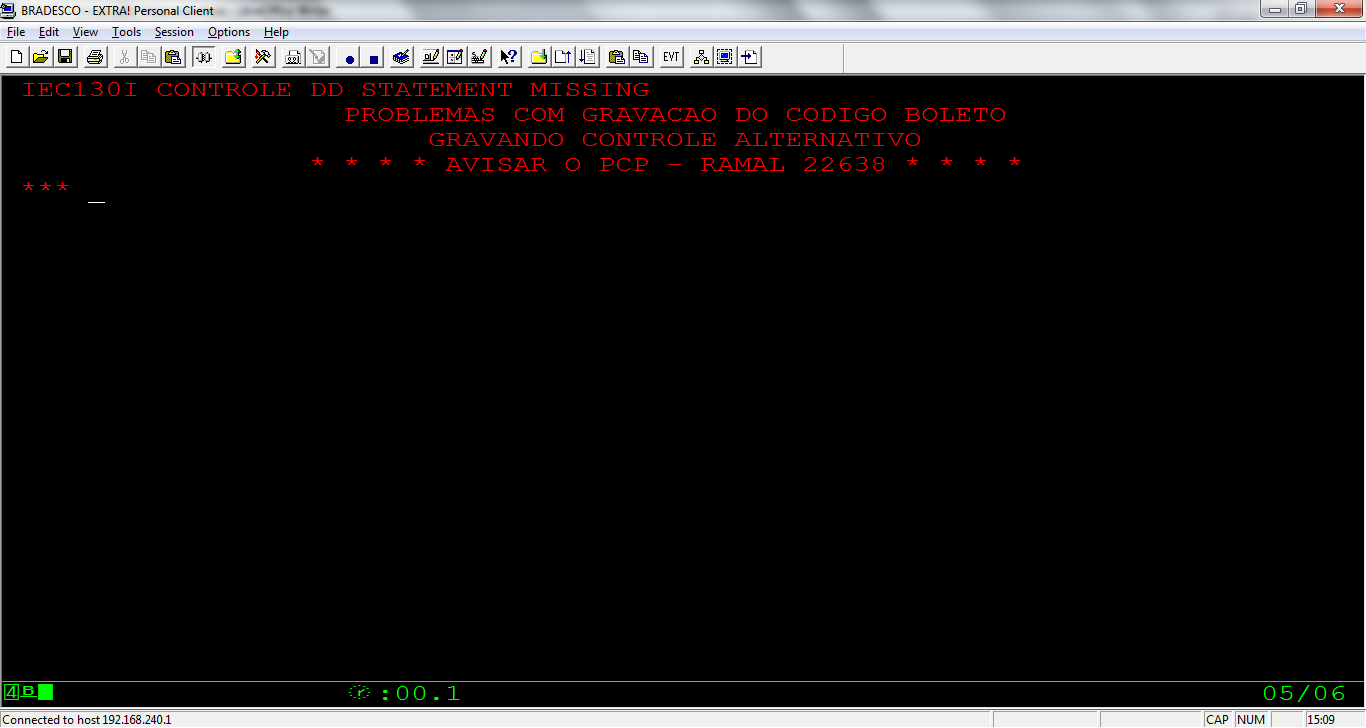 BRADESCO - EXTRA! Personal Client
File Edit View Tools Session Options Help
EVT
IEC130I CONTROLE DD STATEMENT MISSING
PROBLEMAS COM GRAVACAO DO CODIGO BOLETO
GRAVANDO CONTROLE ALTERNATIVO
* * * * AVISAR O PCP - RAMAL 22638 * * * *
*** _
4B :00.1 05/06
Connected to host 192.168.240.1 CAP NUM 15:09